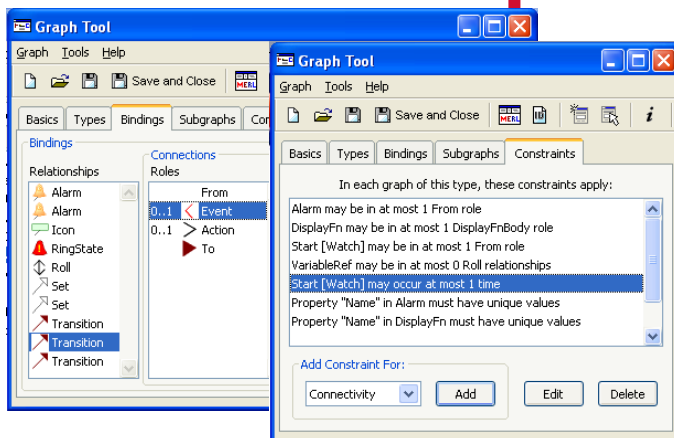 Graph Tool
Graph Tools Help
Save and Close MERL
Basics Types Bindings Subgraphs
Bindings
Relationships
Alarm
Alarm
Icon
RingState
Roll
Set
Set
Transition
Transition
Transition
Connections
Roles
From
0..1 Event
0..1 Action
To
Graph Tool
Graph Tools Help
Save and Close MERL ID i
Basics Types Bindings Subgraphs Constraints
In each graph of this type, these constraints apply:
Alarm may be in at most 1 From role
DisplayFn may be in at most 1 DisplayFnBody role
Start [Watch] may be in at most 1 From role
VariableRef may be in at most 0 Roll relationships
Start [Watch] may occur at most 1 time
Property "Name" in Alarm must have unique values
Property "Name" in DisplayFn must have unique values
Add Constraint For:
Connectivity Add Edit Delete